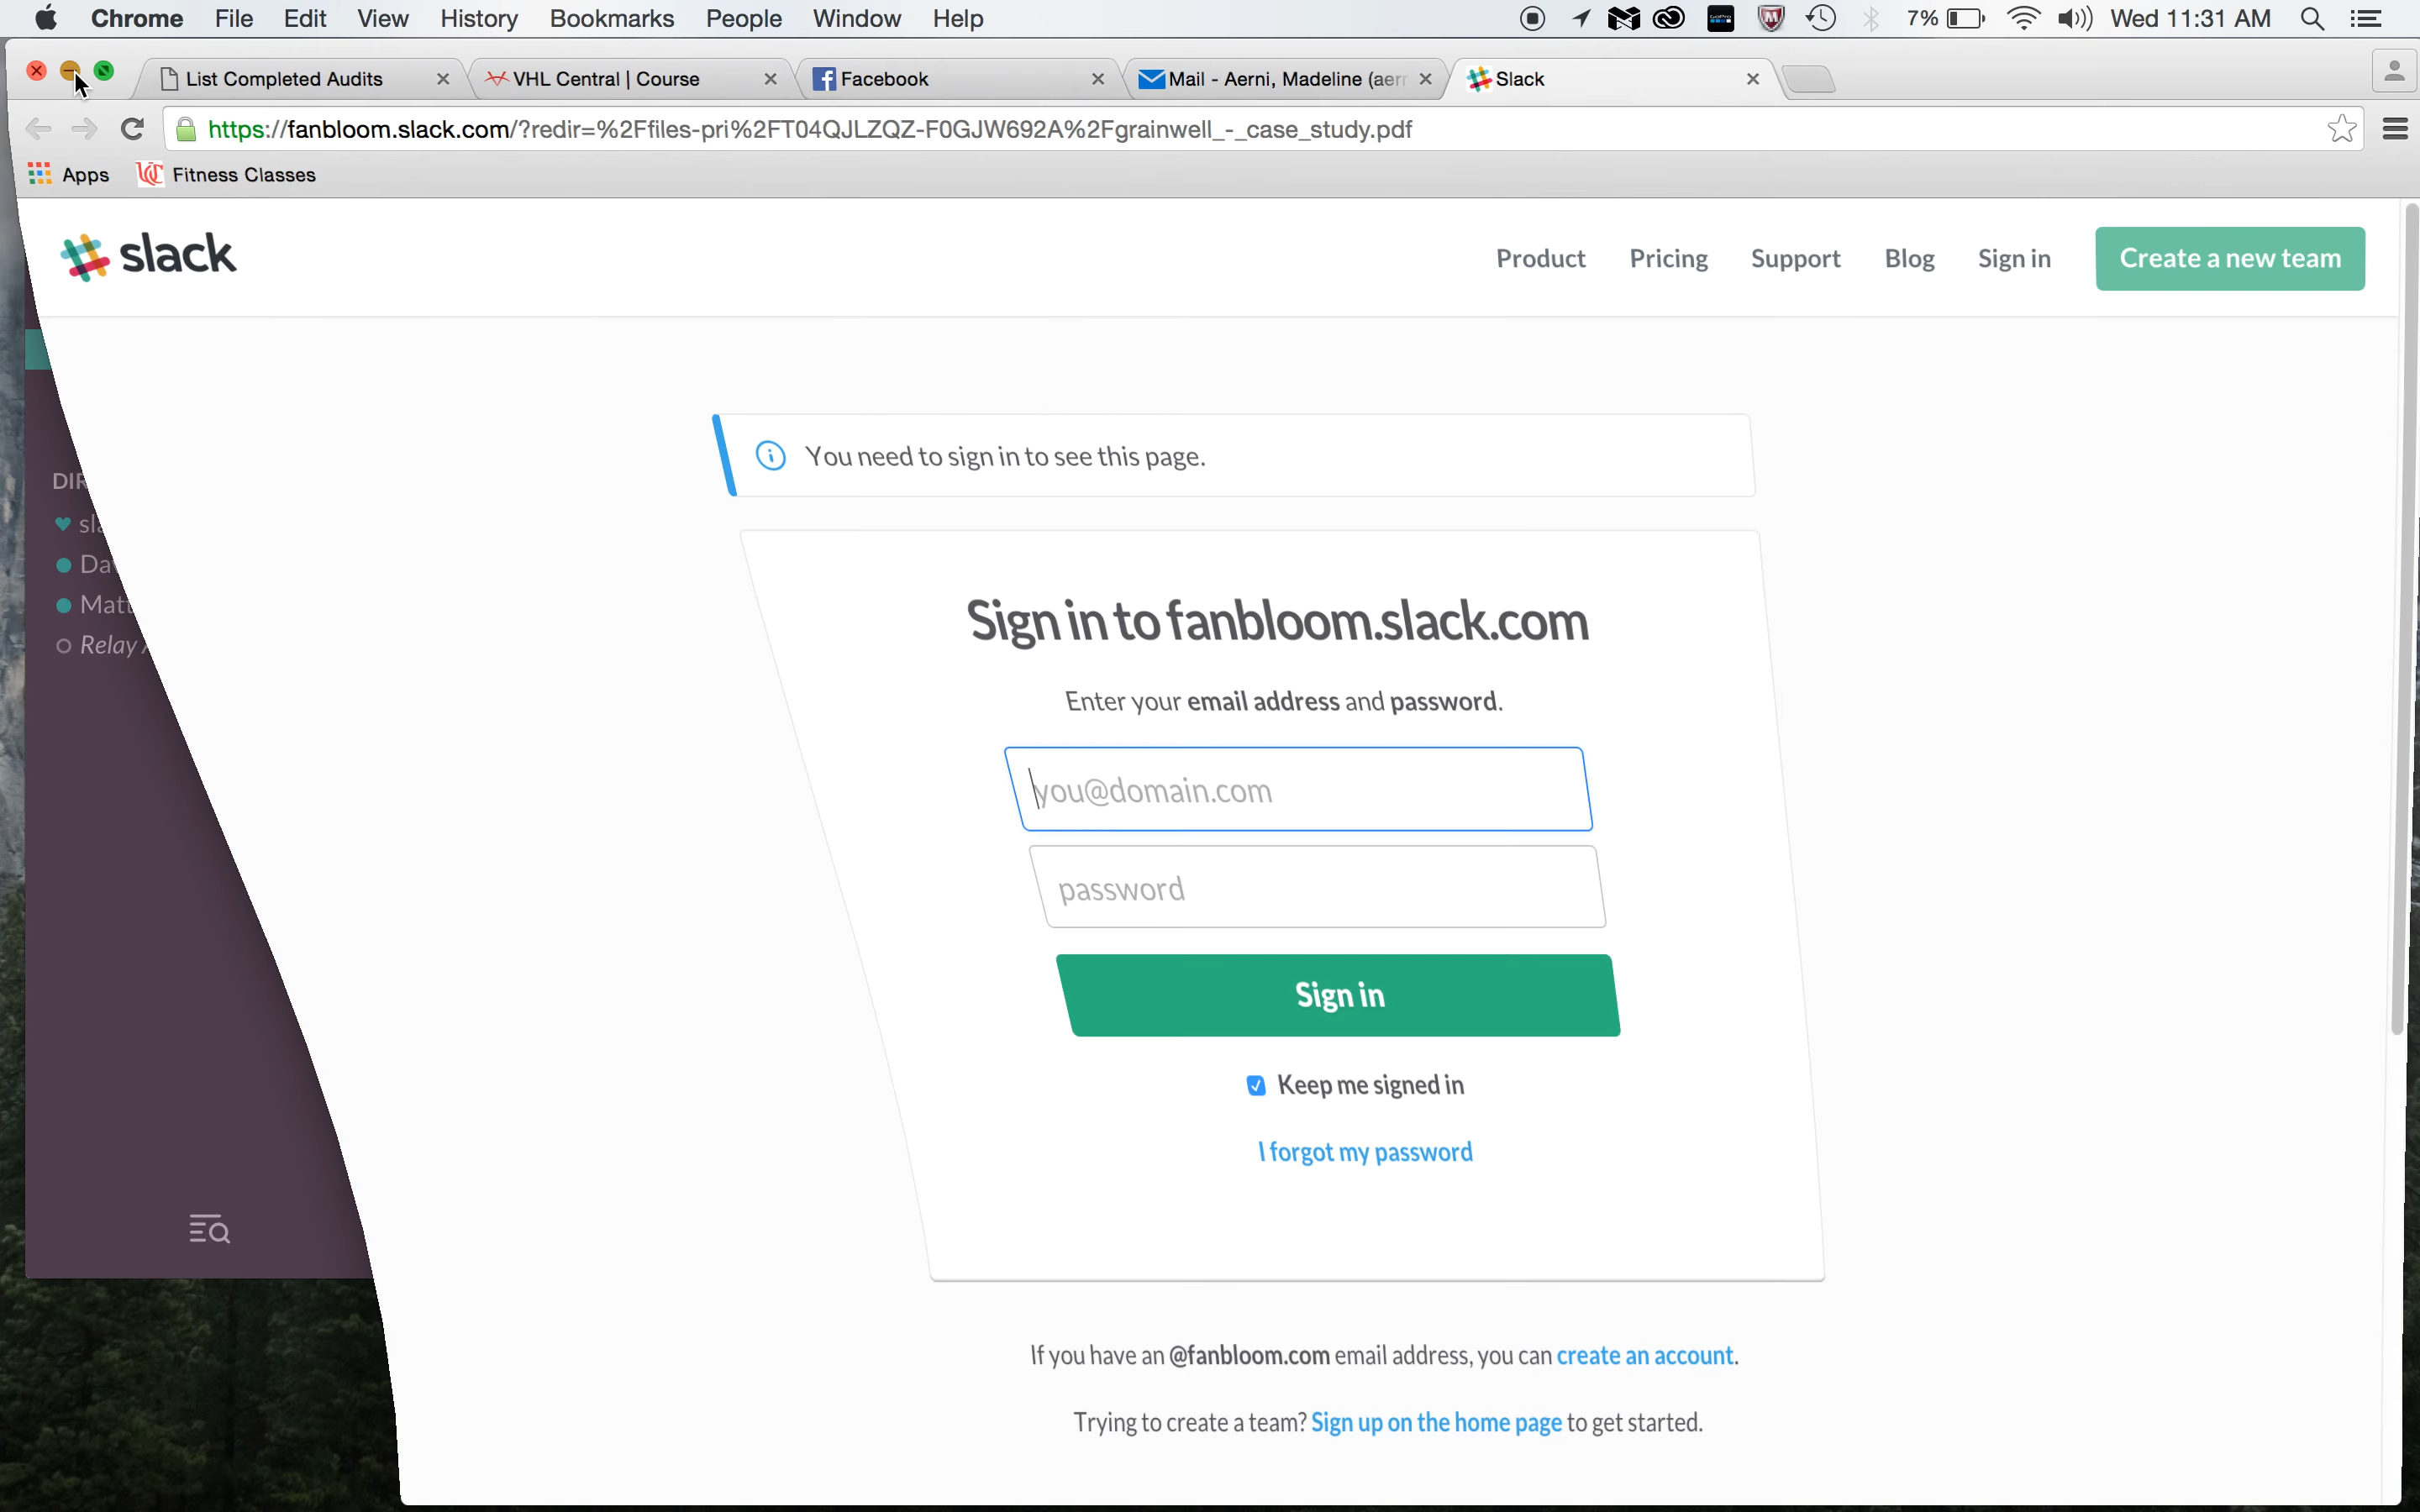 Chrome File Edit View History Bookmarks People Window Help 7% Wed 11:31 AM
List Completed Audits VHL Central | Course Facebook Mail - Aerni, Madeline (aerr Slack
https://fanbloom.slack.com/?redir=%2Ffiles-pri%2FT04QJLZQZ-F0GJW692A%2Fgrainwell_-_case_study.pdf
Apps Fitness Classes
slack Product Pricing Support Blog Sign in Create a new team
You need to sign in to see this page.
Sign in to fanbloom.slack.com
Enter your email address and password.
you@domain.com
password
Sign in
Keep me signed in
I forgot my password
If you have an @fanbloom.com email address, you can create an account.
Trying to create a team? Sign up on the home page to get started.
Matt
Relay